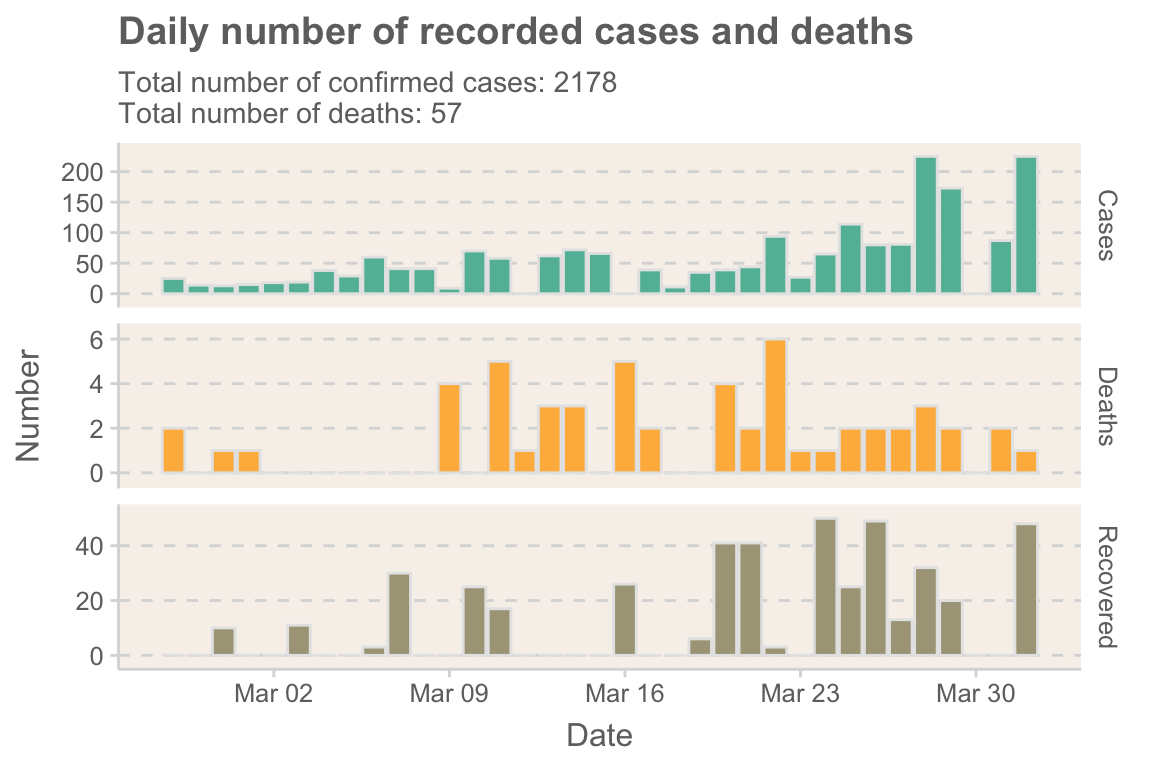 Daily number of recorded cases and deaths
Total number of confirmed cases: 2178
Total number of deaths: 57
200
150
100
50
0
Cases
6
4
2
0
Deaths
40
20
0
Recovered
Number
Mar 02 Mar 09 Mar 16 Mar 23 Mar 30
Date